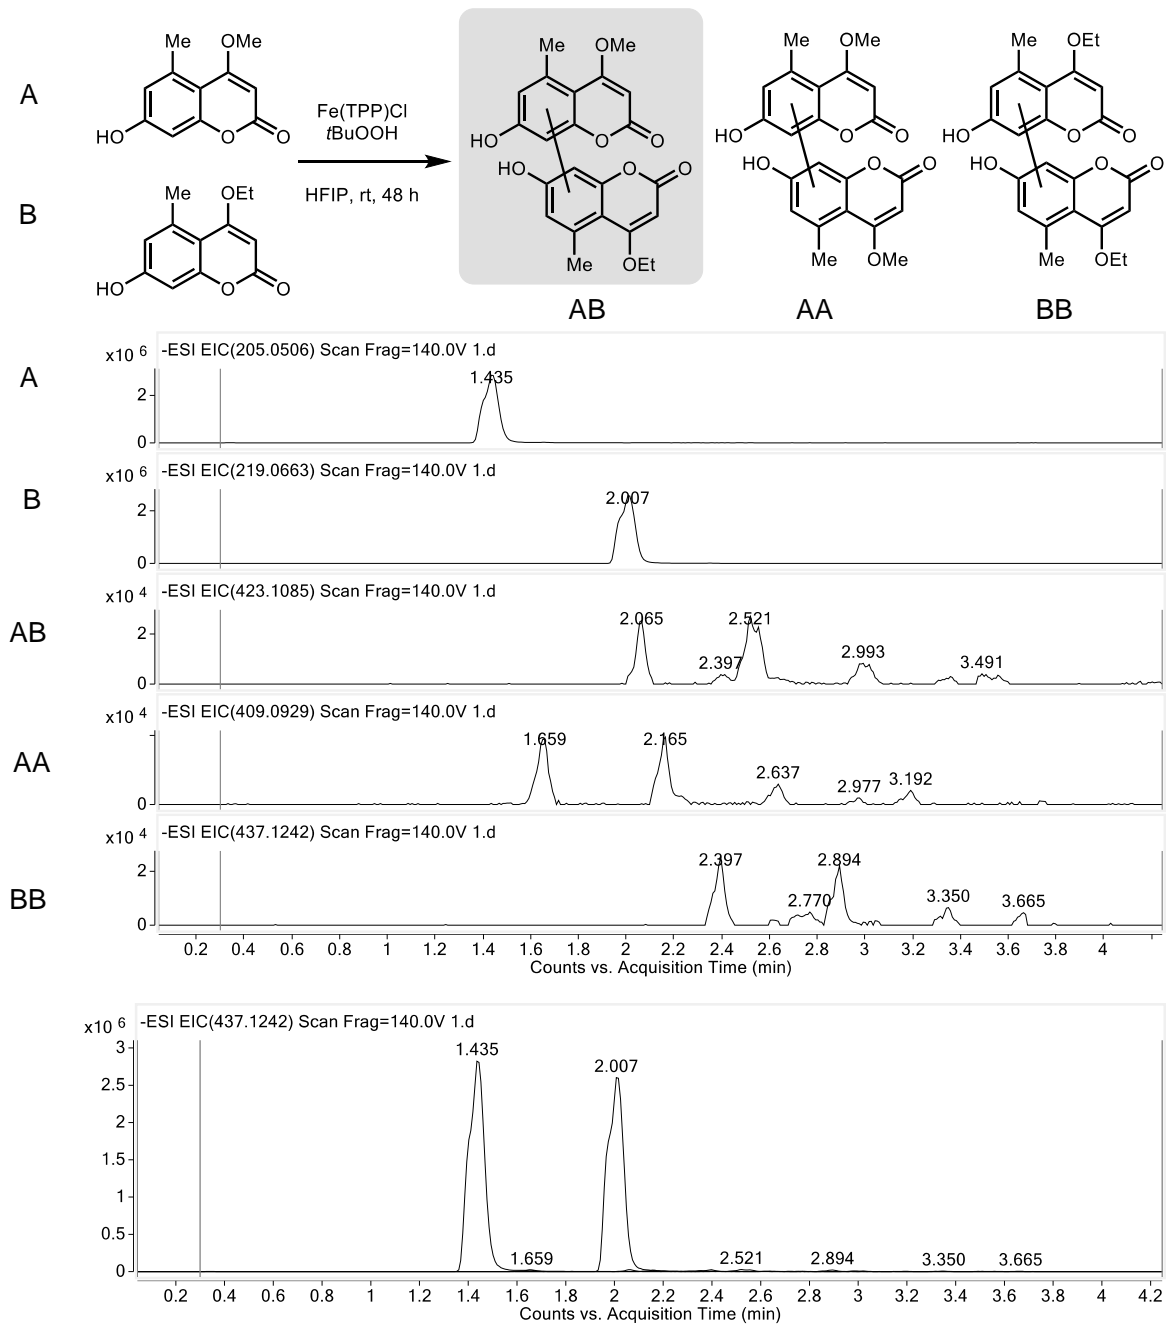 A
Me OMe
HO O O
B
Me OEt
HO O O
Fe(TPP)Cl
tBuOOH
HFIP, rt, 48 h
Me OMe
HO O O
HO O O
Me OEt
AB
Me OMe
HO O O
HO O O
Me OMe
AA
Me OEt
HO O O
HO O O
Me OEt
BB
A
x10 6 -ESI EIC(205.0506) Scan Frag=140.0V 1.d
1.435
2
0
B
x10 6 -ESI EIC(219.0663) Scan Frag=140.0V 1.d
2.007
2
0
AB
x10 4 -ESI EIC(423.1085) Scan Frag=140.0V 1.d
2.065 2.397 2.521 2.993 3.491
2
0
AA
x10 4 -ESI EIC(409.0929) Scan Frag=140.0V 1.d
1.659 2.165 2.637 2.977 3.192
0
BB
x10 4 -ESI EIC(437.1242) Scan Frag=140.0V 1.d
2.397 2.770 2.894 3.350 3.665
2
0
0.2 0.4 0.6 0.8 1 1.2 1.4 1.6 1.8 2 2.2 2.4 2.6 2.8 3 3.2 3.4 3.6 3.8 4
Counts vs. Acquisition Time (min)
x10 6 -ESI EIC(437.1242) Scan Frag=140.0V 1.d
3
2.5
2
1.5
1
0.5
0
1.435 2.007
1.659 2.521 2.894 3.350 3.665
0.2 0.4 0.6 0.8 1 1.2 1.4 1.6 1.8 2 2.2 2.4 2.6 2.8 3 3.2 3.4 3.6 3.8 4 4.2
Counts vs. Acquisition Time (min)